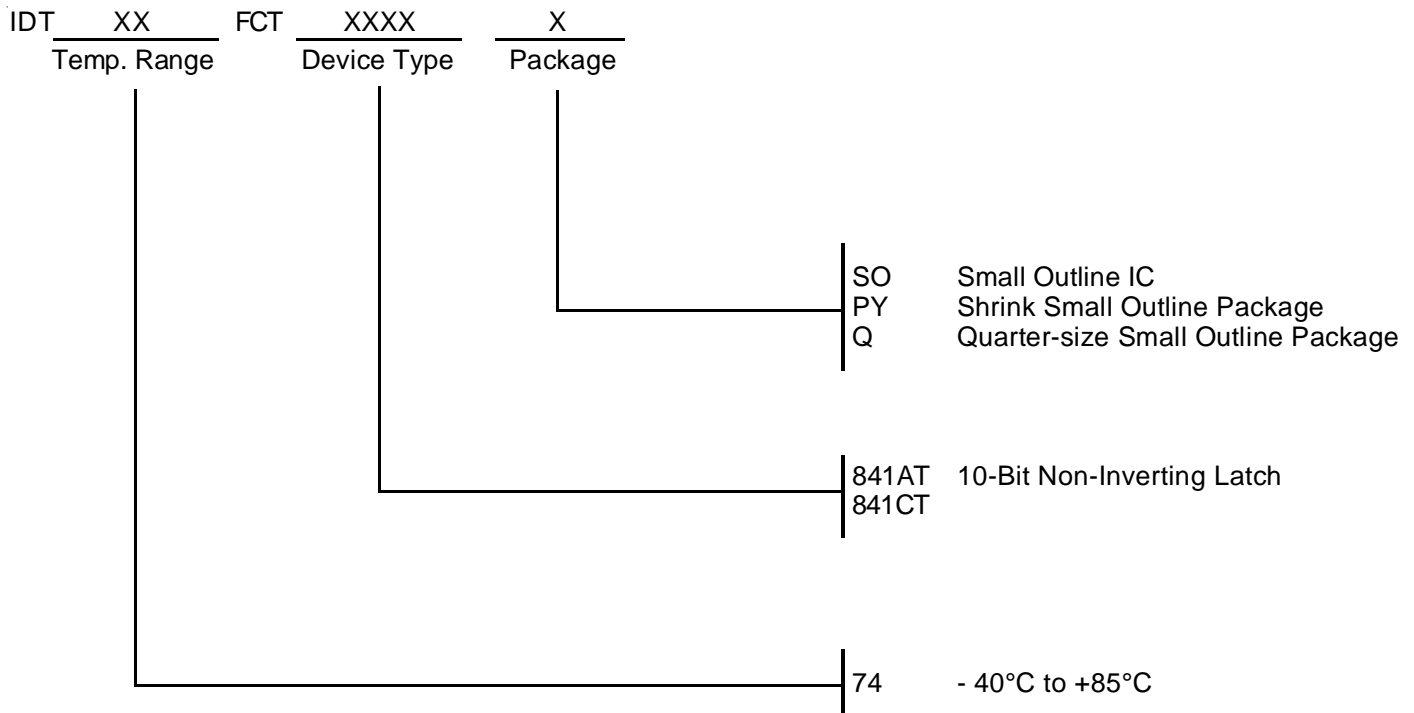 IDT XX FCT XXXX X
Temp. Range Device Type Package
SO Small Outline IC
PY Shrink Small Outline Package
Q Quarter-size Small Outline Package
841AT 10-Bit Non-Inverting Latch
841CT
74 - 40°C to +85°C